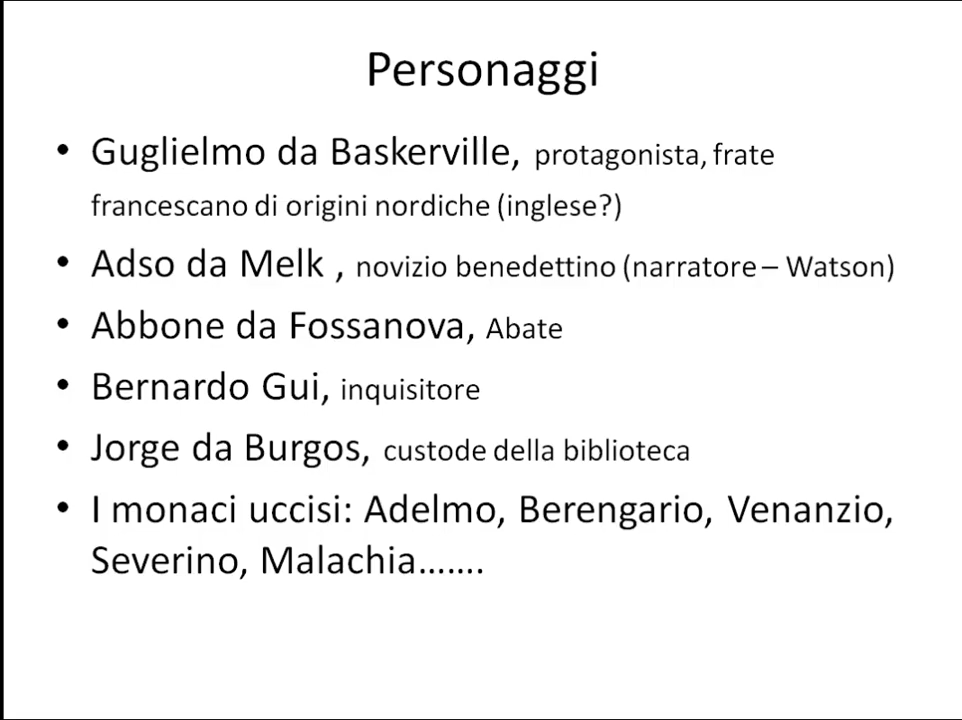 Personaggi
• Guglielmo da Baskerville, protagonista, frate
francescano di origini nordiche (inglese?)
• Adso da Melk , novizio benedettino (narratore – Watson)
• Abbone da Fossanova, Abate
• Bernardo Gui, inquisitore
• Jorge da Burgos, custode della biblioteca
• I monaci uccisi: Adelmo, Berengario, Venanzio,
Severino, Malachia…….